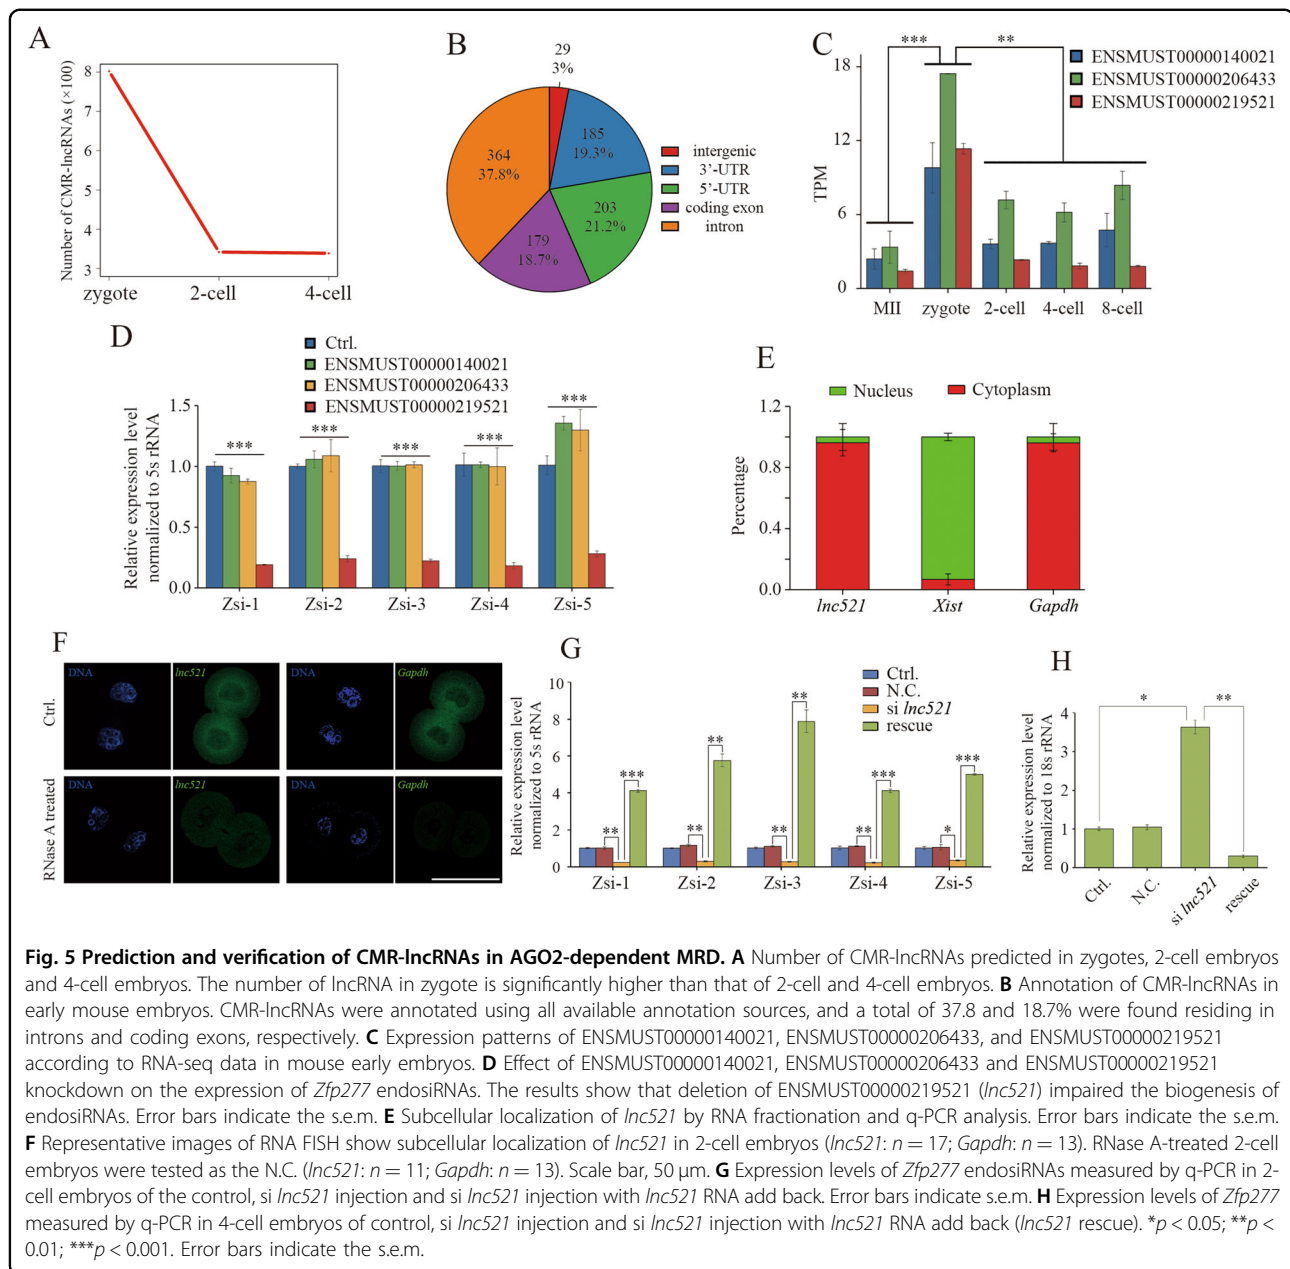 A
Number of CMR-lncRNAs (×100)
8
7
5
4
3
zygote 2-cell 4-cell
B
29
3%
185
19.3%
203
21.2%
179
18.7%
364
37.8%
intergenic
3'-UTR
5'-UTR
coding exon
intron
C
*** **
ENSMUST00000140021
ENSMUST00000206433
ENSMUST00000219521
TPM
18
12
6
0
MII zygote 2-cell 4-cell 8-cell
D
Ctrl.
ENSMUST00000140021
ENSMUST00000206433
ENSMUST00000219521
Relative expression level
normalized to 5s rRNA
1.5
1.0
0.5
0.0
*** *** *** *** ***
Zsi-1 Zsi-2 Zsi-3 Zsi-4 Zsi-5
E
Nucleus Cytoplasm
Percentage
1.2
0.8
0.4
0.0
lnc521 Xist Gapdh
F
Ctrl.
DNA lnc521 DNA Gapdh
RNase A treated
DNA lnc521 DNA Gapdh
G
Ctrl.
N.C.
si lnc521
rescue
Relative expression level
normalized to 5s rRNA
10
8
6
4
2
0
** *** ** ** ** ** ** *** * ***
Zsi-1 Zsi-2 Zsi-3 Zsi-4 Zsi-5
H
Relative expression level
normalized to 18s rRNA
4
3
2
1
0
* **
Ctrl. N.C. si lnc521 rescue
Fig. 5 Prediction and verification of CMR-lncRNAs in AGO2-dependent MRD. A Number of CMR-lncRNAs predicted in zygotes, 2-cell embryos
and 4-cell embryos. The number of lncRNA in zygote is significantly higher than that of 2-cell and 4-cell embryos. B Annotation of CMR-lncRNAs in
early mouse embryos. CMR-lncRNAs were annotated using all available annotation sources, and a total of 37.8 and 18.7% were found residing in
introns and coding exons, respectively. C Expression patterns of ENSMUST00000140021, ENSMUST00000206433, and ENSMUST00000219521
according to RNA-seq data in mouse early embryos. D Effect of ENSMUST00000140021, ENSMUST00000206433 and ENSMUST00000219521
knockdown on the expression of Zfp277 endosiRNAs. The results show that deletion of ENSMUST00000219521 (lnc521) impaired the biogenesis of
endosiRNAs. Error bars indicate the s.e.m. E Subcellular localization of lnc521 by RNA fractionation and q-PCR analysis. Error bars indicate the s.e.m.
F Representative images of RNA FISH show subcellular localization of lnc521 in 2-cell embryos (lnc521: n = 17; Gapdh: n = 13). RNase A-treated 2-cell
embryos were tested as the N.C. (lnc521: n = 11; Gapdh: n = 13). Scale bar, 50 μm. G Expression levels of Zfp277 endosiRNAs measured by q-PCR in 2-
cell embryos of the control, si lnc521 injection and si lnc521 injection with lnc521 RNA add back. Error bars indicate s.e.m. H Expression levels of Zfp277
measured by q-PCR in 4-cell embryos of control, si lnc521 injection and si lnc521 injection with lnc521 RNA add back (lnc521 rescue). *p < 0.05; **p <
0.01; ***p < 0.001. Error bars indicate the s.e.m.